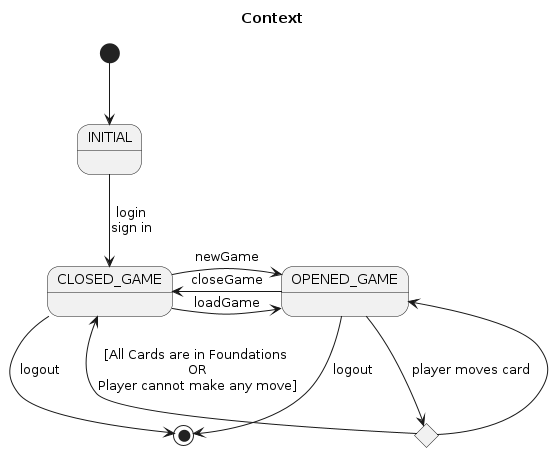 Context
INITIAL
login
sign in
CLOSED_GAME
newGame
closeGame
loadGame
OPENED_GAME
logout
[All Cards are in Foundations
OR
Player cannot make any move]
logout
player moves card